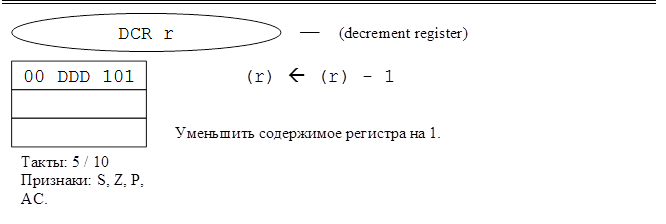 DCR r — (decrement register)
00 DDD 101 (r) ← (r) - 1
Уменьшить содержимое регистра на 1.
Такты: 5 / 10
Признаки: S, Z, P,
AC.